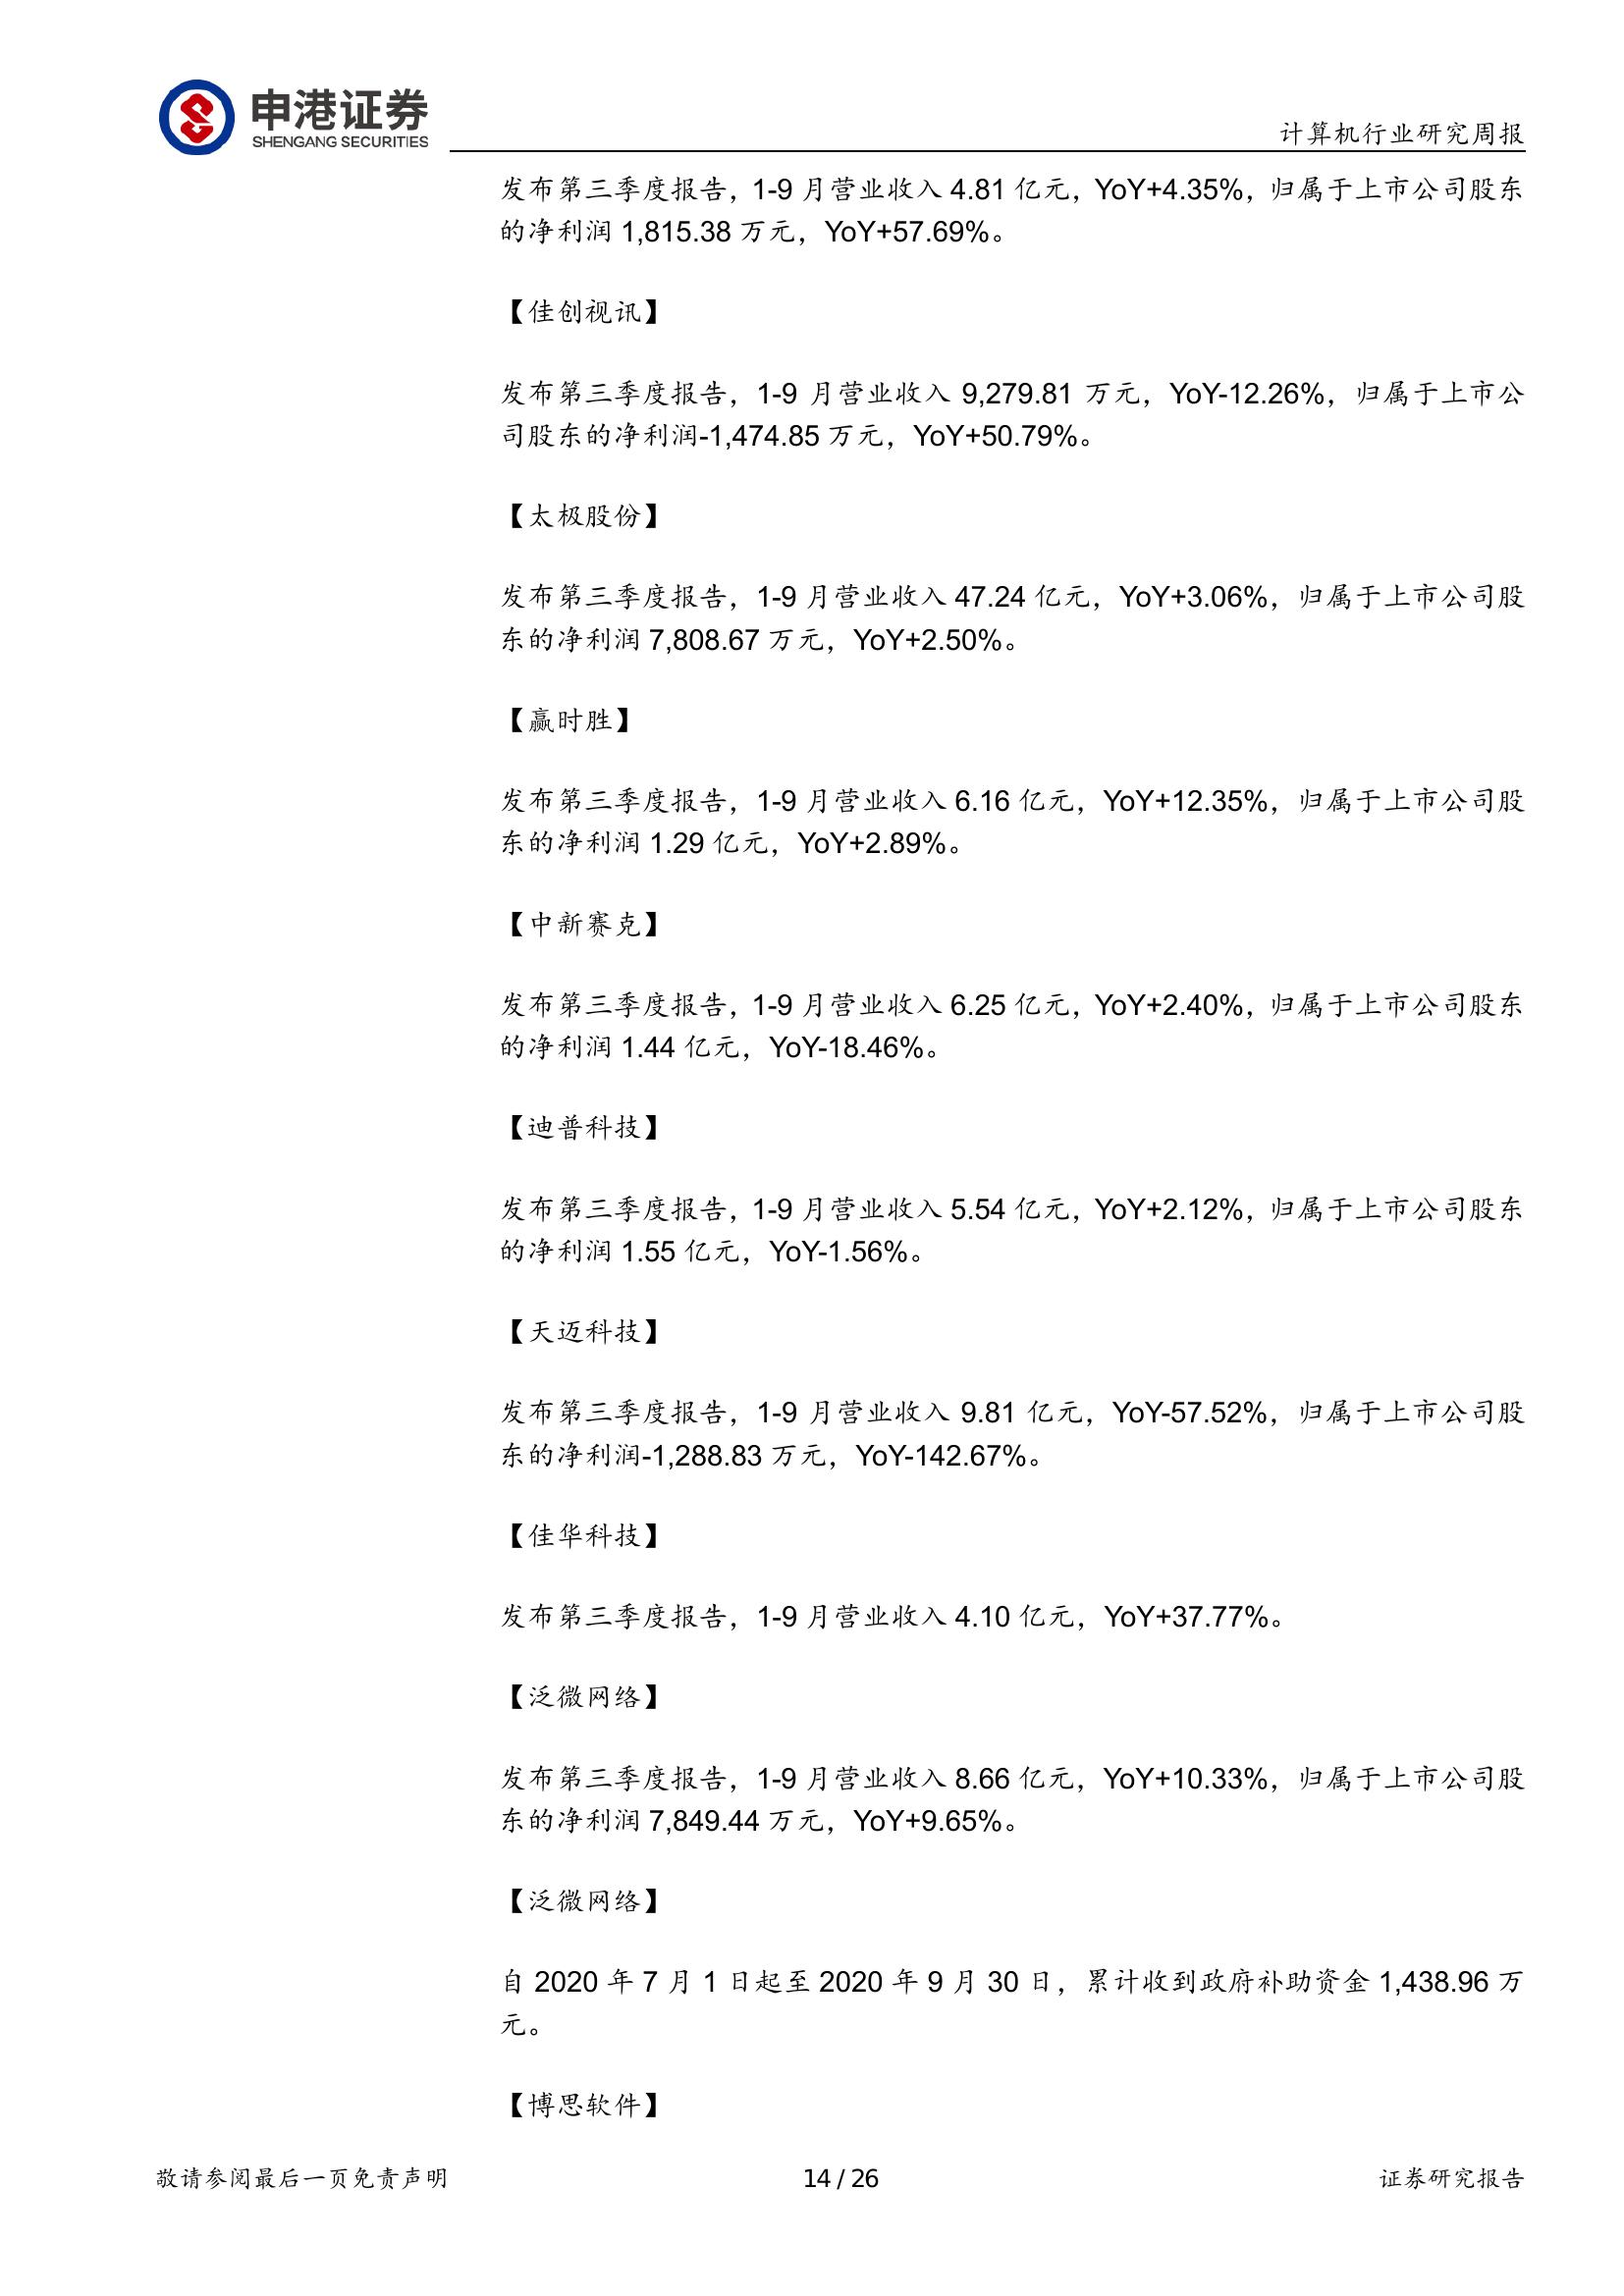 申港证券
SHENGANG SECURITIES
计算机行业研究周报
发布第三季度报告，1-9 月营业收入 4.81 亿元，YoY+4.35%，归属于上市公司股东
的净利润 1,815.38 万元，YoY+57.69%。
【佳创视讯】
发布第三季度报告，1-9 月营业收入 9,279.81 万元，YoY-12.26%，归属于上市公
司股东的净利润-1,474.85 万元，YoY+50.79%。
【太极股份】
发布第三季度报告，1-9 月营业收入 47.24 亿元，YoY+3.06%，归属于上市公司股
东的净利润 7,808.67 万元，YoY+2.50%。
【赢时胜】
发布第三季度报告，1-9 月营业收入 6.16 亿元，YoY+12.35%，归属于上市公司股
东的净利润 1.29 亿元，YoY+2.89%。
【中新赛克】
发布第三季度报告，1-9 月营业收入 6.25 亿元，YoY+2.40%，归属于上市公司股东
的净利润 1.44 亿元，YoY-18.46%。
【迪普科技】
发布第三季度报告，1-9 月营业收入 5.54 亿元，YoY+2.12%，归属于上市公司股东
的净利润 1.55 亿元，YoY-1.56%。
【天迈科技】
发布第三季度报告，1-9 月营业收入 9.81 亿元，YoY-57.52%，归属于上市公司股
东的净利润-1,288.83 万元，YoY-142.67%。
【佳华科技】
发布第三季度报告，1-9 月营业收入 4.10 亿元，YoY+37.77%。
【泛微网络】
发布第三季度报告，1-9 月营业收入 8.66 亿元，YoY+10.33%，归属于上市公司股
东的净利润 7,849.44 万元，YoY+9.65%。
【泛微网络】
自 2020 年 7 月 1 日起至 2020 年 9 月 30 日，累计收到政府补助资金 1,438.96 万
元。
【博思软件】
敬请参阅最后一页免责声明
14 / 26
证券研究报告